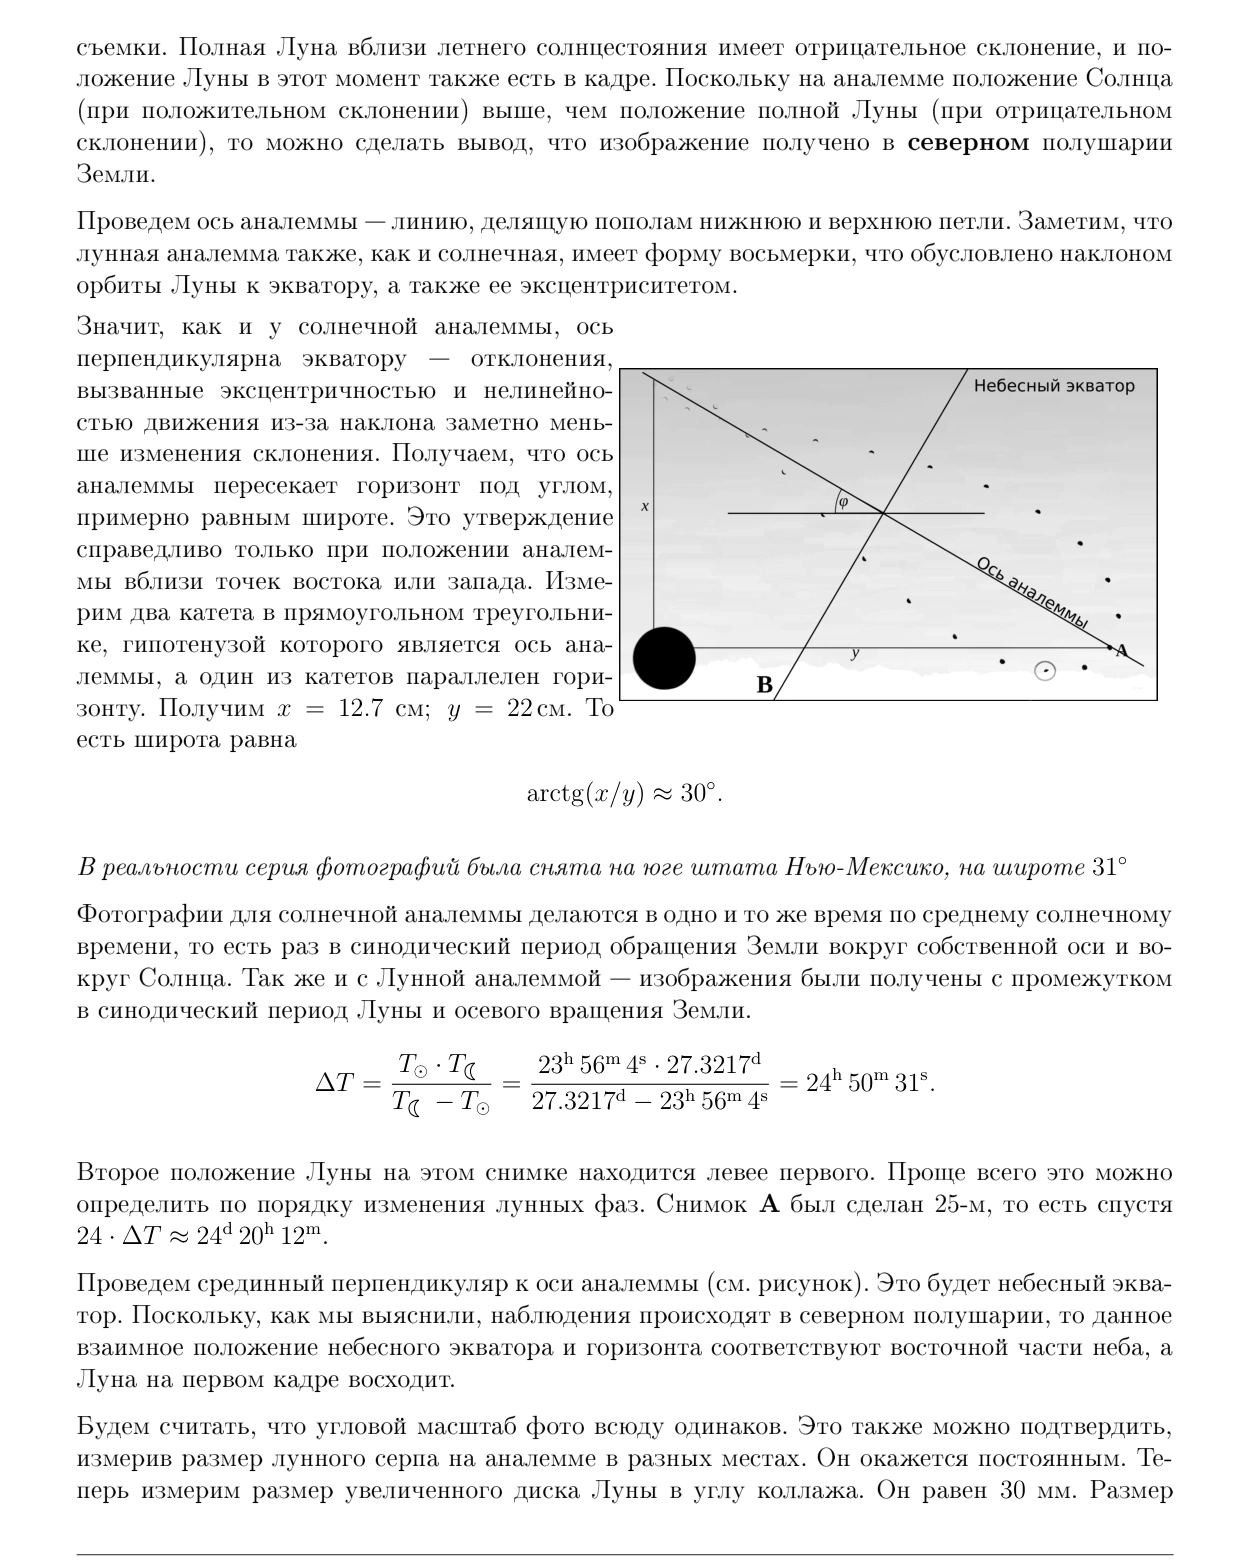 съемки. Полная Луна вблизи летнего солнцестояния имеет отрицательное склонение, и по-
ложение Луны в этот момент также есть в кадре. Поскольку на аналемме положение Солнца
(при положительном склонении) выше, чем положение полной Луны (при отрицательном
склонении), то можно сделать вывод, что изображение получено в северном полушарии
Земли.
Проведем ось аналеммы — линию, делящую пополам нижнюю и верхнюю петли. Заметим, что
лунная аналемма также, как и солнечная, имеет форму восьмерки, что обусловлено наклоном
орбиты Луны к экватору, а также ее эксцентриситетом.
Значит, как и у солнечной аналеммы, ось
перпендикулярна экватору — отклонения,
вызванные эксцентричностью и нелинейно-
стью движения из-за наклона заметно мень-
ше изменения склонения. Получаем, что ось
аналеммы пересекает горизонт под углом,
примерно равным широте. Это утверждение
справедливо только при положении аналем-
мы вблизи точек востока или запада. Изме-
рим два катета в прямоугольном треугольни-
ке, гипотенузой которого является ось ана-
леммы, а один из катетов параллелен гори-
зонту. Получим x = 12.7 см; y = 22 см. То
есть широта равна
Небесный экватор
x
φ
Ось аналеммы
A
y
B
arctg(x/y) ≈ 30°.
В реальности серия фотографий была снята на юге штата Нью-Мексико, на широте 31°
Фотографии для солнечной аналеммы делаются в одно и то же время по среднему солнечному
времени, то есть раз в синодический период обращения Земли вокруг собственной оси и во-
круг Солнца. Так же и с Лунной аналеммой — изображения были получены с промежутком
в синодический период Луны и осевого вращения Земли.
ΔT = T☉ · T☾ / (T☾ − T☉) = 23ʰ 56ᵐ 4ˢ · 27.3217ᵈ / (27.3217ᵈ − 23ʰ 56ᵐ 4ˢ) = 24ʰ 50ᵐ 31ˢ.
Второе положение Луны на этом снимке находится левее первого. Проще всего это можно
определить по порядку изменения лунных фаз. Снимок A был сделан 25-м, то есть спустя
24 · ΔT ≈ 24ᵈ 20ʰ 12ᵐ.
Проведем срединный перпендикуляр к оси аналеммы (см. рисунок). Это будет небесный эква-
тор. Поскольку, как мы выяснили, наблюдения происходят в северном полушарии, то данное
взаимное положение небесного экватора и горизонта соответствуют восточной части неба, а
Луна на первом кадре восходит.
Будем считать, что угловой масштаб фото всюду одинаков. Это также можно подтвердить,
измерив размер лунного серпа на аналемме в разных местах. Он окажется постоянным. Те-
перь измерим размер увеличенного диска Луны в углу коллажа. Он равен 30 мм. Размер